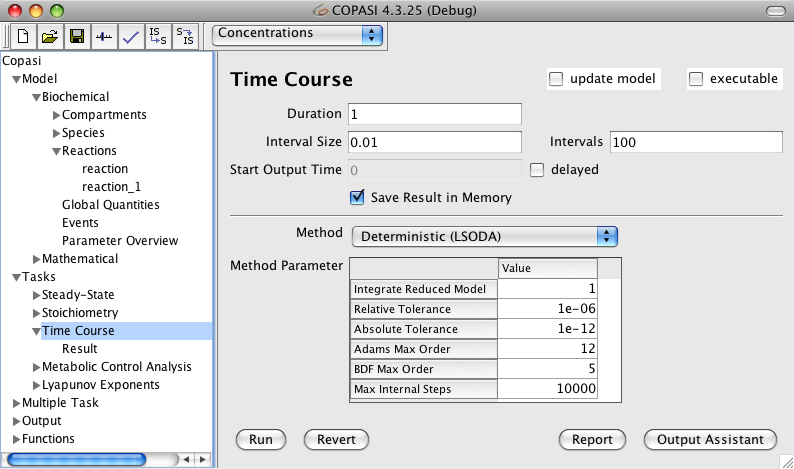 COPASI 4.3.25 (Debug)
IS S
S IS
Concentrations
Copasi
Model
Biochemical
Compartments
Species
Reactions
reaction
reaction_1
Global Quantities
Events
Parameter Overview
Mathematical
Tasks
Steady-State
Stoichiometry
Time Course
Result
Metabolic Control Analysis
Lyapunov Exponents
Multiple Task
Output
Functions
Time Course
update model
executable
Duration 1
Interval Size 0.01 Intervals 100
Start Output Time 0 delayed
Save Result in Memory
Method Deterministic (LSODA)
Method Parameter
Value
Integrate Reduced Model 1
Relative Tolerance 1e-06
Absolute Tolerance 1e-12
Adams Max Order 12
BDF Max Order 5
Max Internal Steps 10000
Run Revert Report Output Assistant